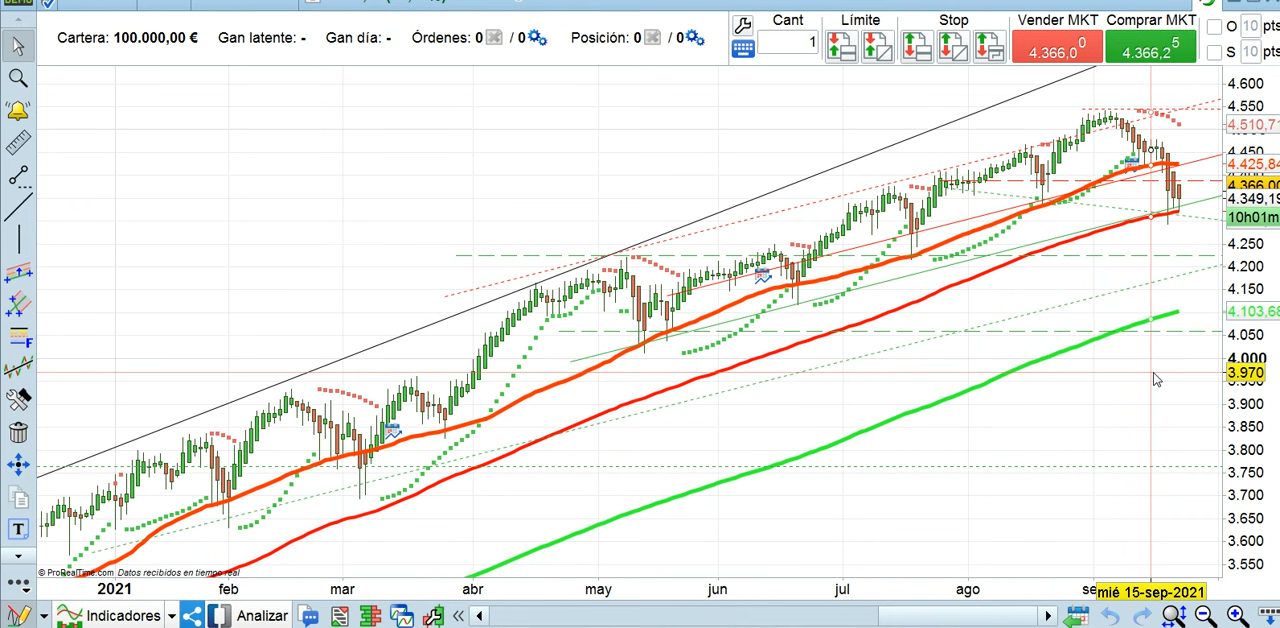 Cant Límite Stop Vender MKT Comprar MKT
Cartera: 100.000,00 € Gan latente: - Gan día: - Órdenes: 0 / 0 Posición: 0 / 0
1
4.366,0 0 4.366,2 5
O 10 pts
S 10 pts
4.600
4.550
4.510,7
4.450
4.425,84
4.366,00
4.349,19
10h01m
4.250
4.200
4.150
4.103,68
4.050
4.000
3.970
3.900
3.850
3.800
3.750
3.700
3.650
3.600
3.550
© ProRealTime.com Datos recibidos en tiempo real
2021 feb mar abr may jun jul ago mié 15-sep-2021
Indicadores Analizar